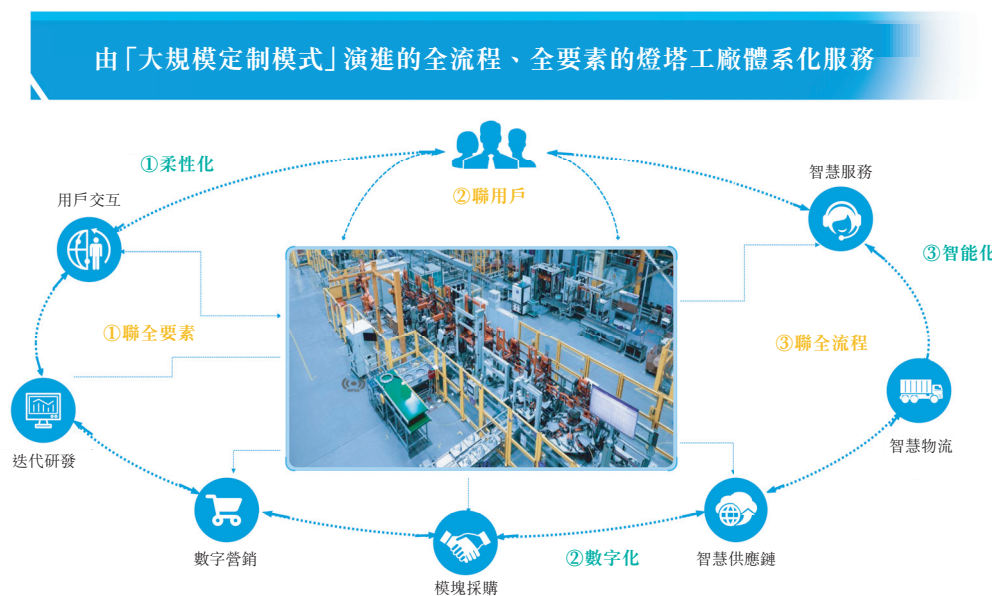 由「大規模定制模式」演進的全流程、全要素的燈塔工廠體系化服務
①柔性化
②聯用戶
智慧服務
用戶交互
③智能化
①聯全要素
③聯全流程
迭代研發
智慧物流
數字營銷
②數字化
智慧供應鏈
模塊採購